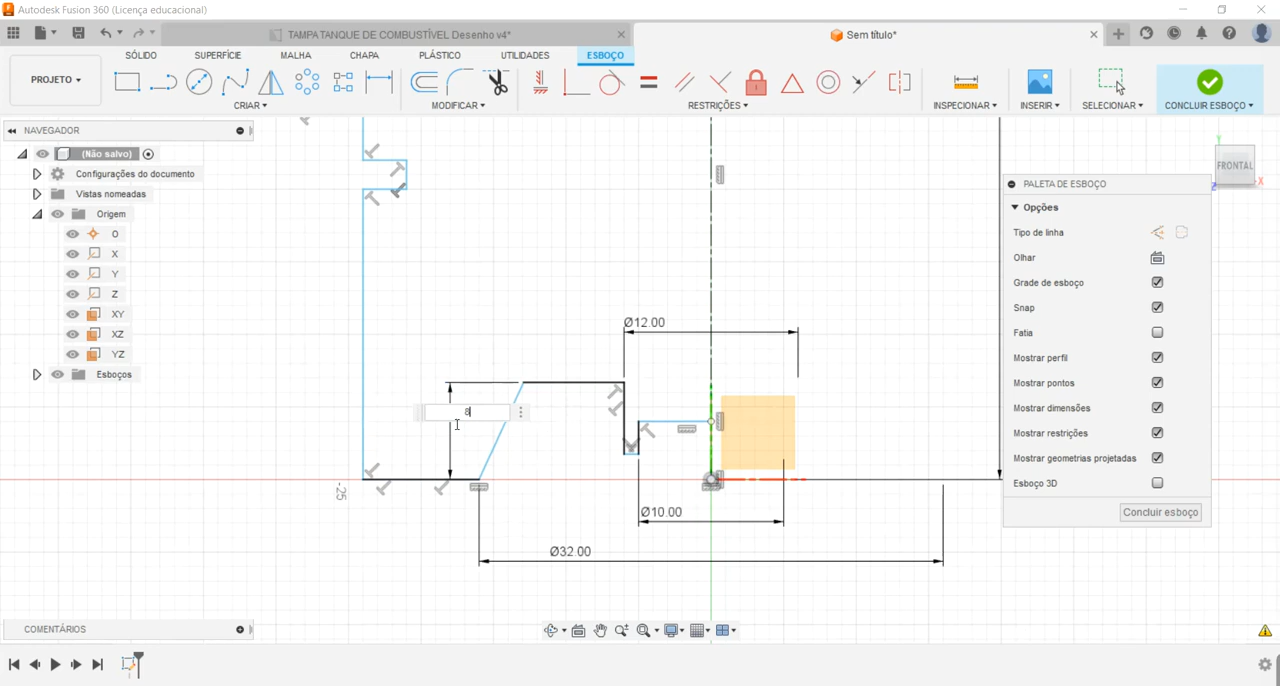 Autodesk Fusion 360 (Licença educacional)
TAMPA TANQUE DE COMBUSTÍVEL Desenho v4*
Sem título*
SÓLIDO SUPERFÍCIE MALHA CHAPA PLÁSTICO UTILIDADES ESBOÇO
PROJETO
CRIAR MODIFICAR RESTRIÇÕES INSPECIONAR INSERIR SELECIONAR CONCLUIR ESBOÇO
NAVEGADOR
(Não salvo)
Configurações do documento
Vistas nomeadas
Origem
O
X
Y
Z
XY
XZ
YZ
Esboços
FRONTAL
Y
X
Z
PALETA DE ESBOÇO
Opções
Tipo de linha
Olhar
Grade de esboço
Snap
Fatia
Mostrar perfil
Mostrar pontos
Mostrar dimensões
Mostrar restrições
Mostrar geometrias projetadas
Esboço 3D
Concluir esboço
Ø12.00
8
-25
Ø10.00
Ø32.00
COMENTÁRIOS